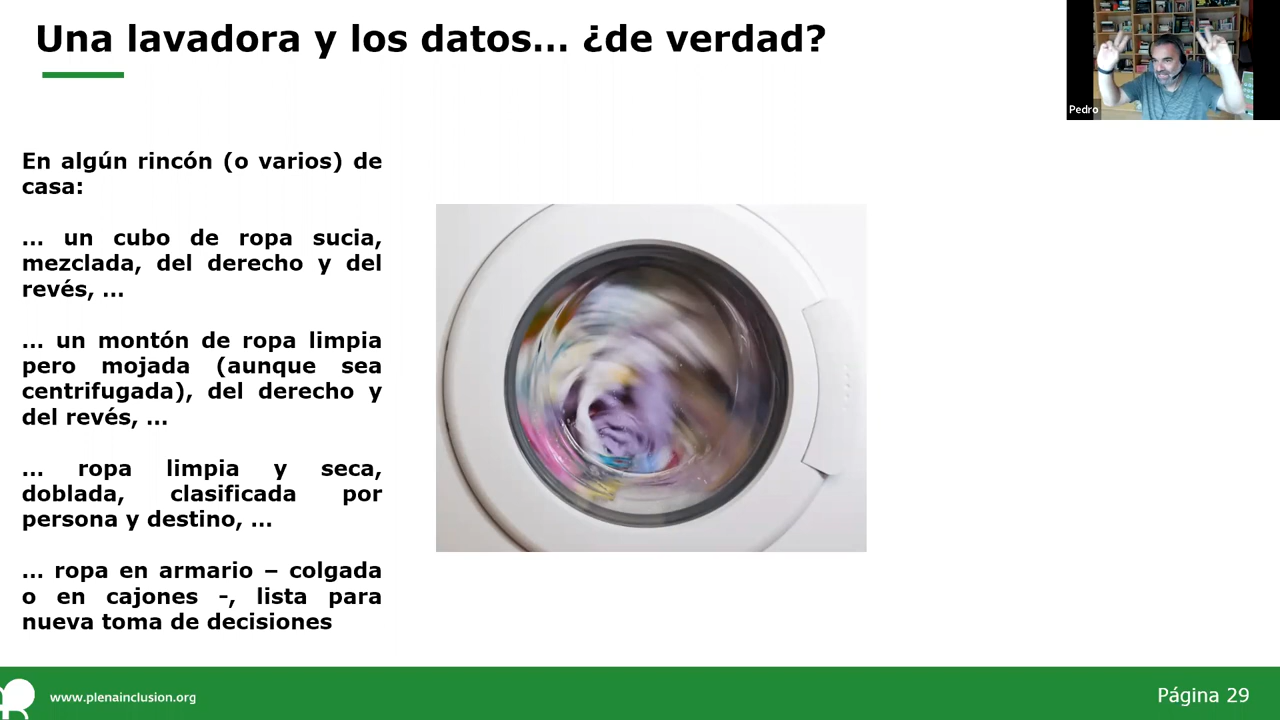 Una lavadora y los datos... ¿de verdad?
Pedro
En algún rincón (o varios) de
casa:
... un cubo de ropa sucia,
mezclada, del derecho y del
revés, ...
... un montón de ropa limpia
pero mojada (aunque sea
centrifugada), del derecho y
del revés, ...
... ropa limpia y seca,
doblada, clasificada por
persona y destino, ...
... ropa en armario – colgada
o en cajones -, lista para
nueva toma de decisiones
www.plenainclusion.org
Página 29